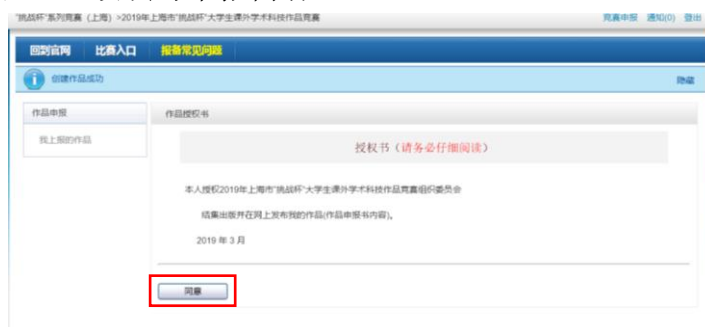 "挑战杯"系列竞赛（上海）>2019年上海市"挑战杯"大学生课外学术科技作品竞赛 竞赛申报 通知(0) 登出
回到官网 比赛入口 报备常见问题
创建作品成功 隐藏
作品申报
我上报的作品
作品授权书
授权书（请务必仔细阅读）
本人授权2019年上海市"挑战杯"大学生课外学术科技作品竞赛组织委员会
结集出版并在网上发布我的作品(作品申报书内容)。
2019 年 3 月
同意